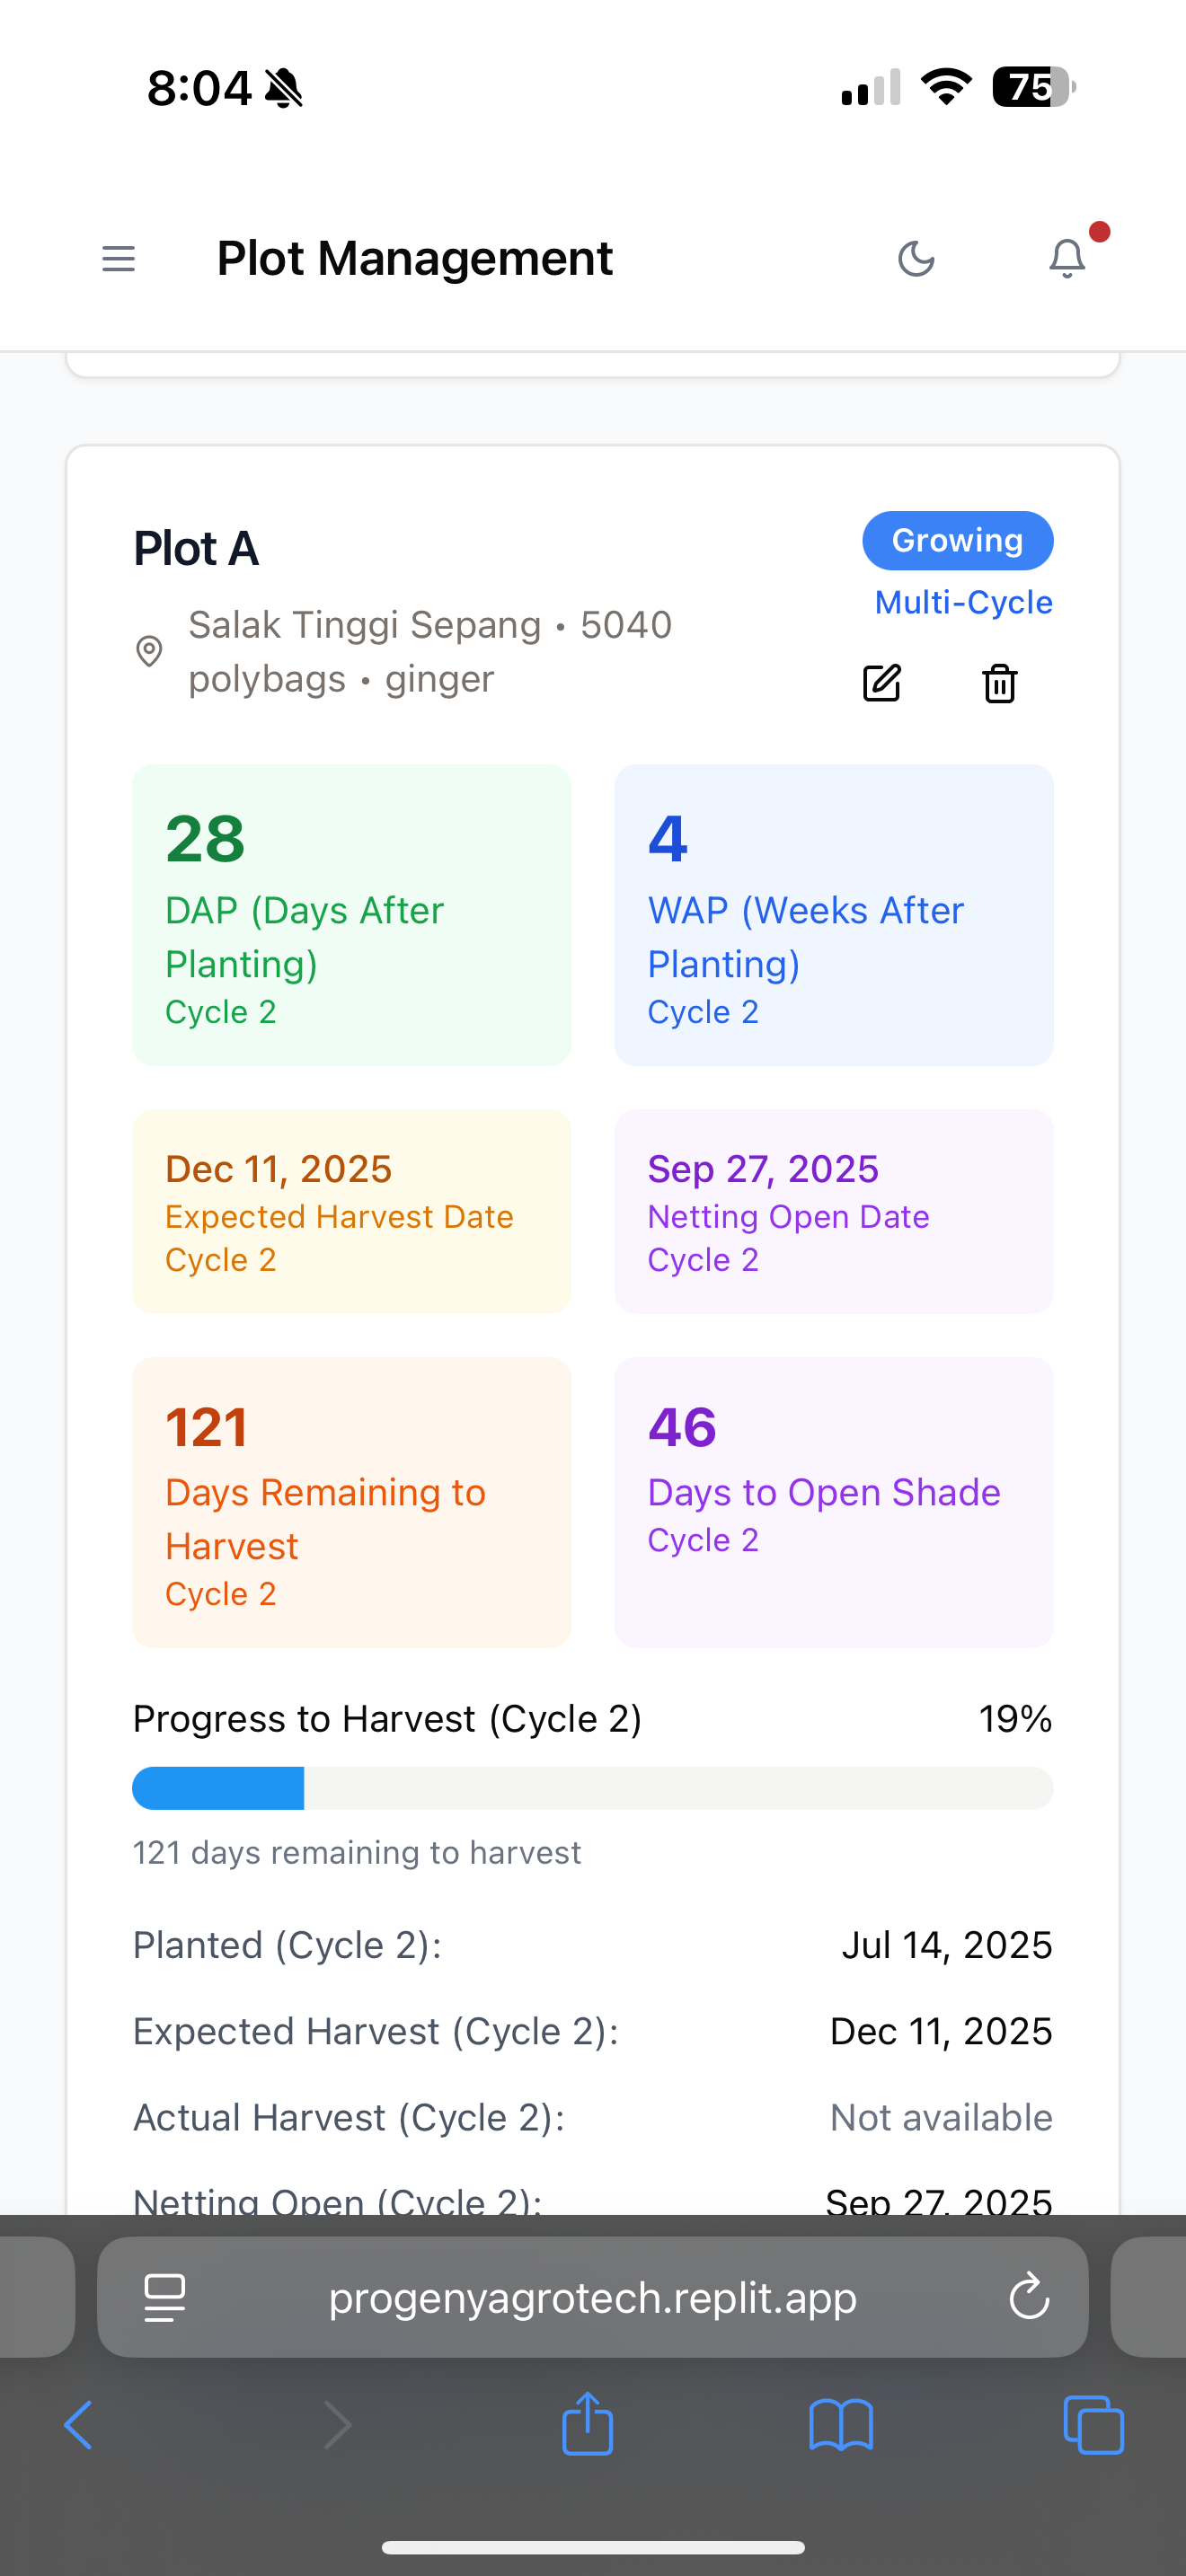 8:04
75
Plot Management
Plot A
Growing
Multi-Cycle
Salak Tinggi Sepang • 5040
polybags • ginger
28
DAP (Days After
Planting)
Cycle 2
4
WAP (Weeks After
Planting)
Cycle 2
Dec 11, 2025
Expected Harvest Date
Cycle 2
Sep 27, 2025
Netting Open Date
Cycle 2
121
Days Remaining to
Harvest
Cycle 2
46
Days to Open Shade
Cycle 2
Progress to Harvest (Cycle 2)
19%
121 days remaining to harvest
Planted (Cycle 2):
Jul 14, 2025
Expected Harvest (Cycle 2):
Dec 11, 2025
Actual Harvest (Cycle 2):
Not available
Netting Open (Cycle 2):
Sep 27, 2025
progenyagrotech.replit.app